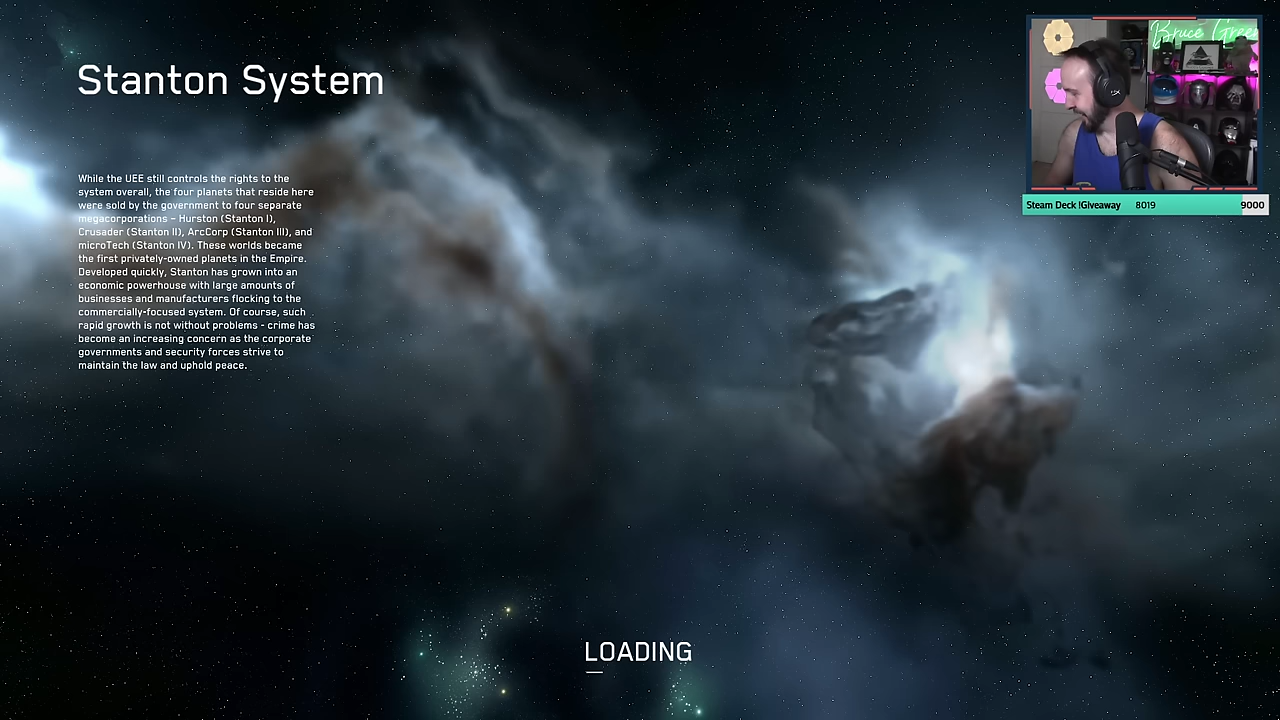 Stanton System
While the UEE still controls the rights to the
system overall, the four planets that reside here
were sold by the government to four separate
megacorporations – Hurston (Stanton I),
Crusader (Stanton II), ArcCorp (Stanton III), and
microTech (Stanton IV). These worlds became
the first privately-owned planets in the Empire.
Developed quickly, Stanton has grown into an
economic powerhouse with large amounts of
businesses and manufacturers flocking to the
commercially-focused system. Of course, such
rapid growth is not without problems - crime has
become an increasing concern as the corporate
governments and security forces strive to
maintain the law and uphold peace.
Bruce Green
Steam Deck !Giveaway 8019 9000
LOADING